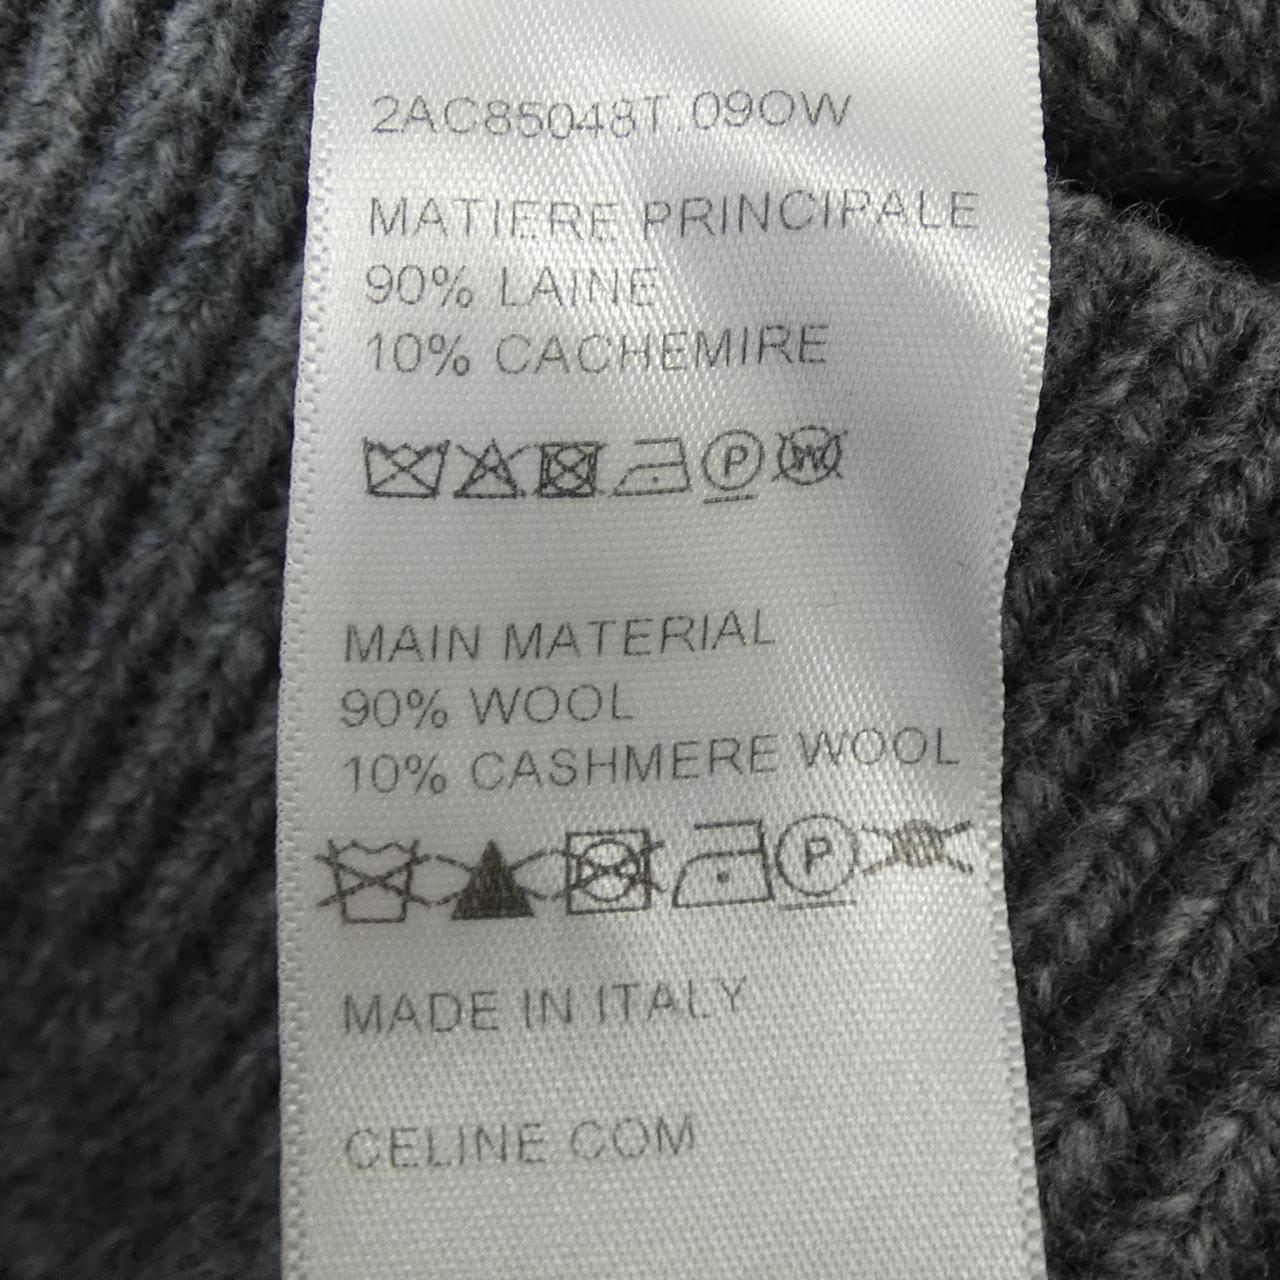 2AC85048T.09OW
MATIERE PRINCIPALE
90% LAINE
10% CACHEMIRE
P W
MAIN MATERIAL
90% WOOL
10% CASHMERE WOOL
P
MADE IN ITALY
CELINE.COM